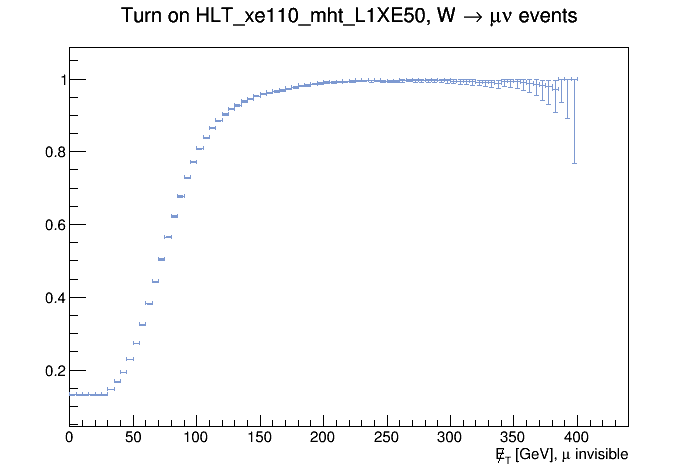 Turn on HLT_xe110_mht_L1XE50, W → μν events
1
0.8
0.6
0.4
0.2
0 50 100 150 200 250 300 350 400
E̸_T [GeV], μ invisible